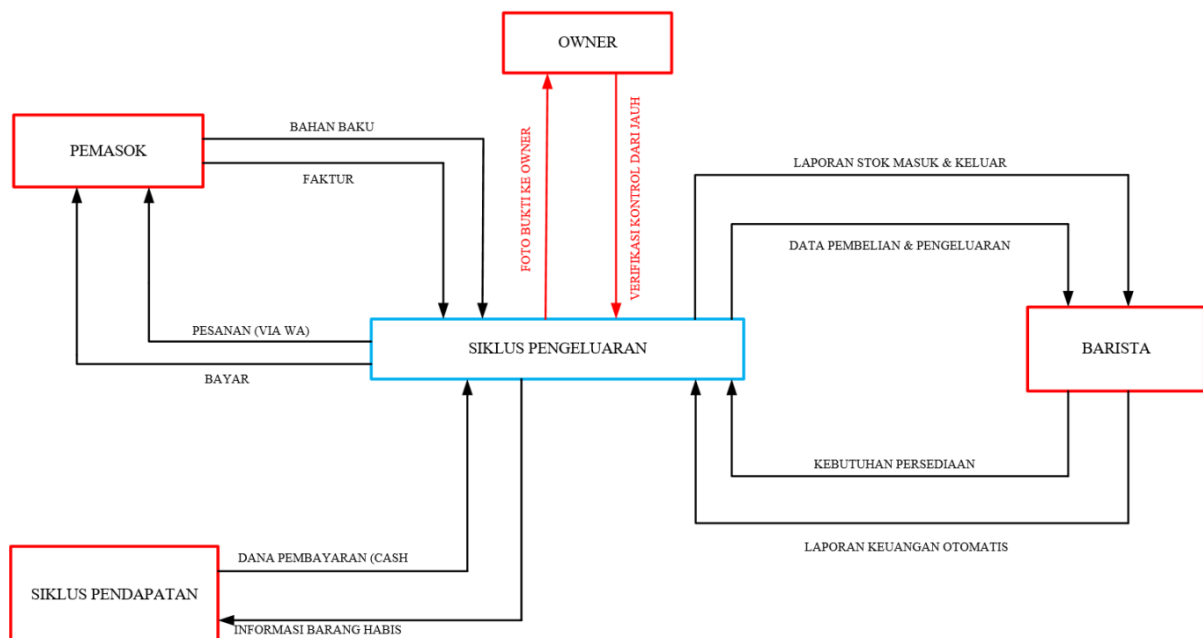 OWNER
PEMASOK
BAHAN BAKU
FAKTUR
FOTO BUKTI KE OWNER
VERIFIKASI KONTROL DARI JAUH
LAPORAN STOK MASUK & KELUAR
DATA PEMBELIAN & PENGELUARAN
PESANAN (VIA WA)
BAYAR
SIKLUS PENGELUARAN
BARISTA
KEBUTUHAN PERSEDIAAN
LAPORAN KEUANGAN OTOMATIS
DANA PEMBAYARAN (CASH
SIKLUS PENDAPATAN
INFORMASI BARANG HABIS